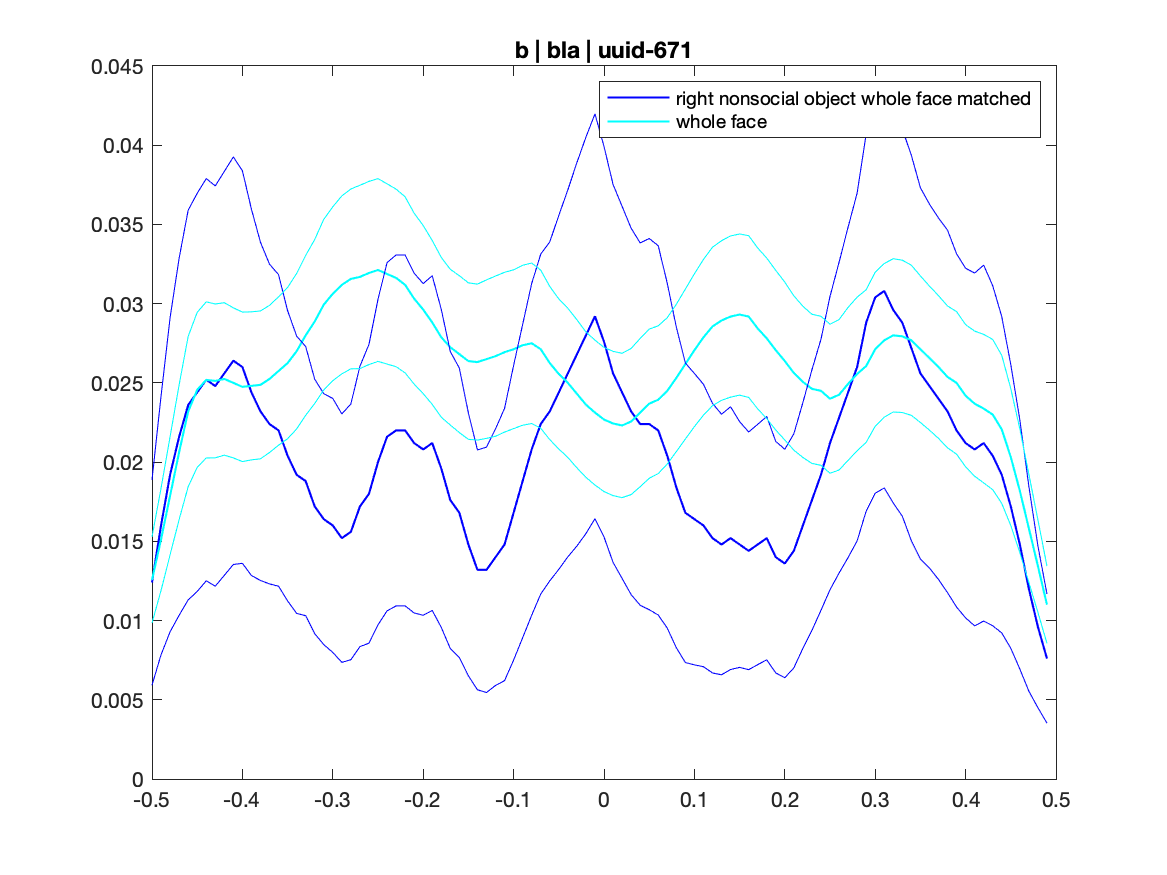 b | bla | uuid-671
right nonsocial object whole face matched
whole face
0.045
0.04
0.035
0.03
0.025
0.02
0.015
0.01
0.005
0
-0.5 -0.4 -0.3 -0.2 -0.1 0 0.1 0.2 0.3 0.4 0.5